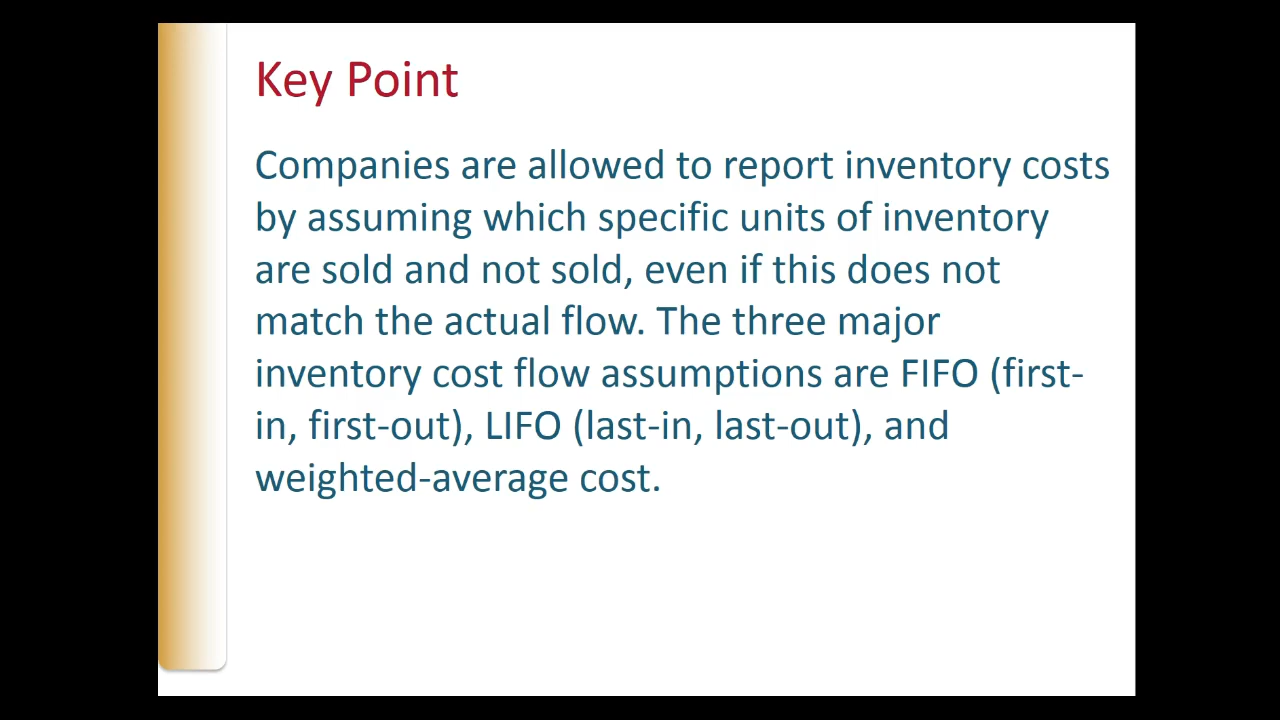 Key Point
Companies are allowed to report inventory costs
by assuming which specific units of inventory
are sold and not sold, even if this does not
match the actual flow. The three major
inventory cost flow assumptions are FIFO (first-
in, first-out), LIFO (last-in, last-out), and
weighted-average cost.